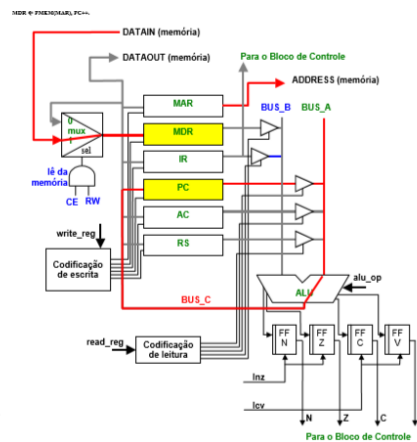 MDR ← PMEM(MAR), PC++.
DATAIN (memória)
DATAOUT (memória)
Para o Bloco de Controle
ADDRESS (memória)
BUS_B
BUS_A
MAR
0
mux
1
sel
MDR
IR
lê da
memória
PC
CE
RW
AC
write_reg
RS
Codificação
de escrita
ALU
alu_op
BUS_C
read_reg
Codificação
de leitura
FF
N
FF
Z
FF
C
FF
V
lnz
lcv
N
Z
C
Para o Bloco de Controle